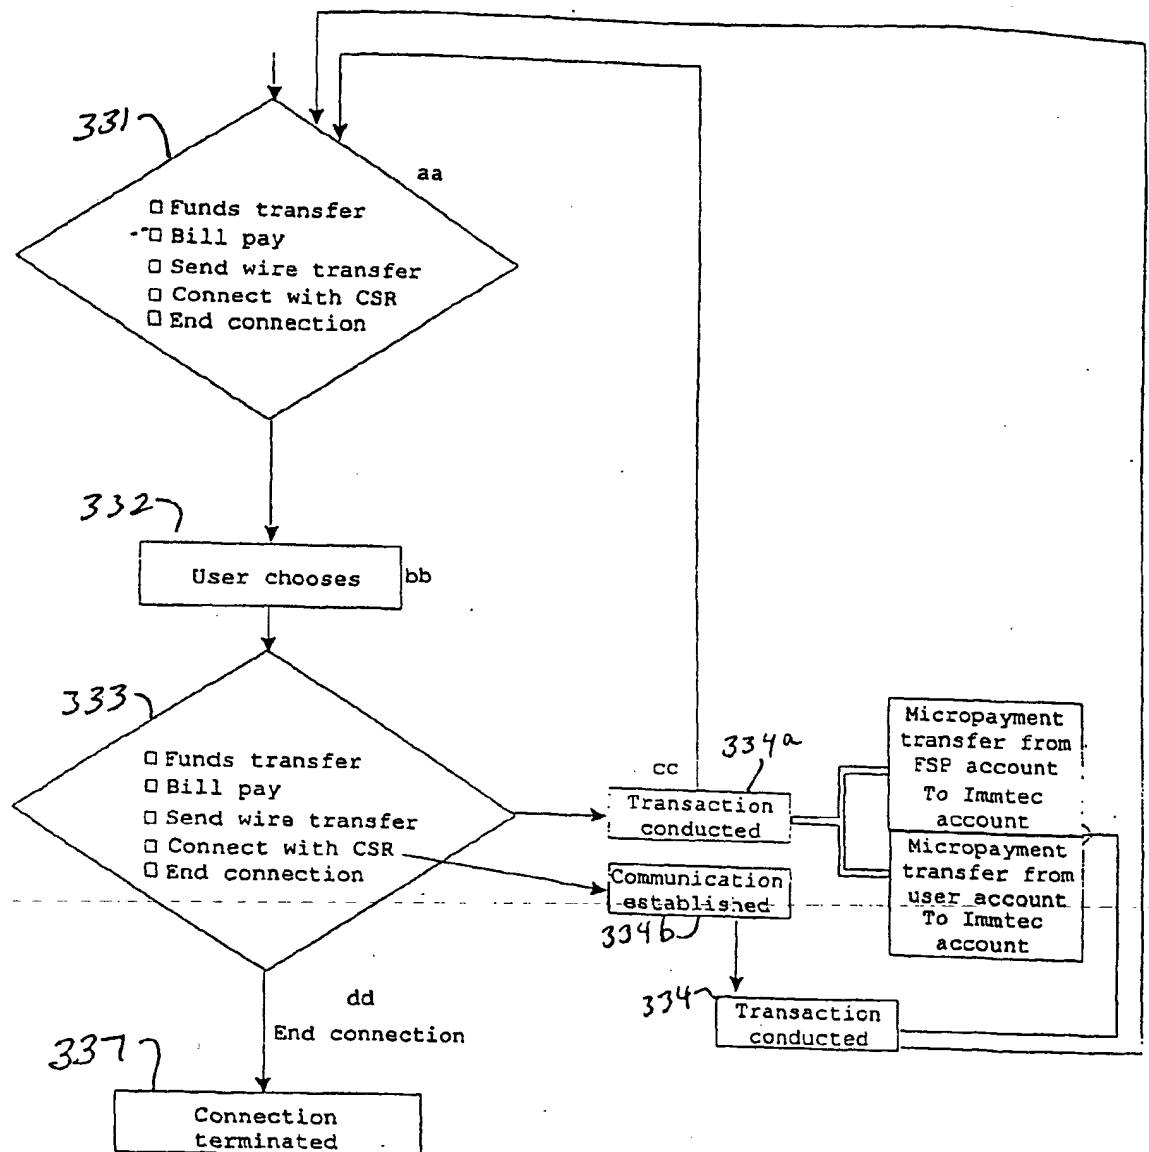 331
aa
Funds transfer
Bill pay
Send wire transfer
Connect with CSR
End connection
332
User chooses
bb
333
Funds transfer
Bill pay
Send wire transfer
Connect with CSR
End connection
cc
334a
Transaction
conducted
Micropayment
transfer from
FSP account
To Immtec
account
Micropayment
transfer from
user account
To Immtec
account
Communication
established
334b
334
Transaction
conducted
dd
End connection
337
Connection
terminated